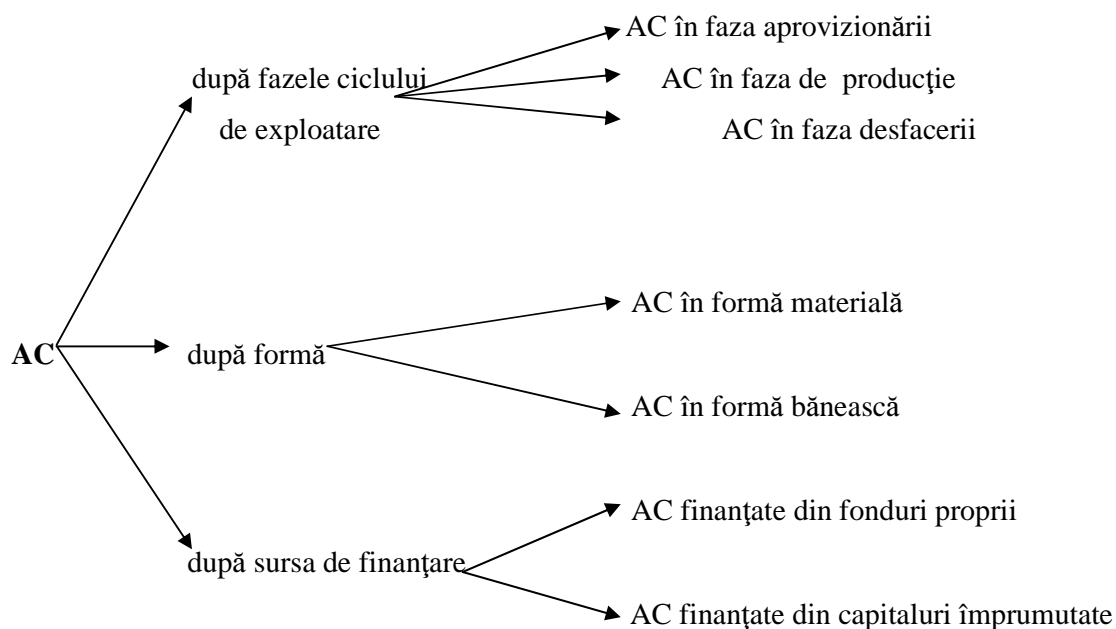 AC în faza aprovizionării
după fazele ciclului
AC în faza de producţie
de exploatare
AC în faza desfacerii
AC în formă materială
AC
după formă
AC în formă bănească
AC finanţate din fonduri proprii
după sursa de finanţare
AC finanţate din capitaluri împrumutate